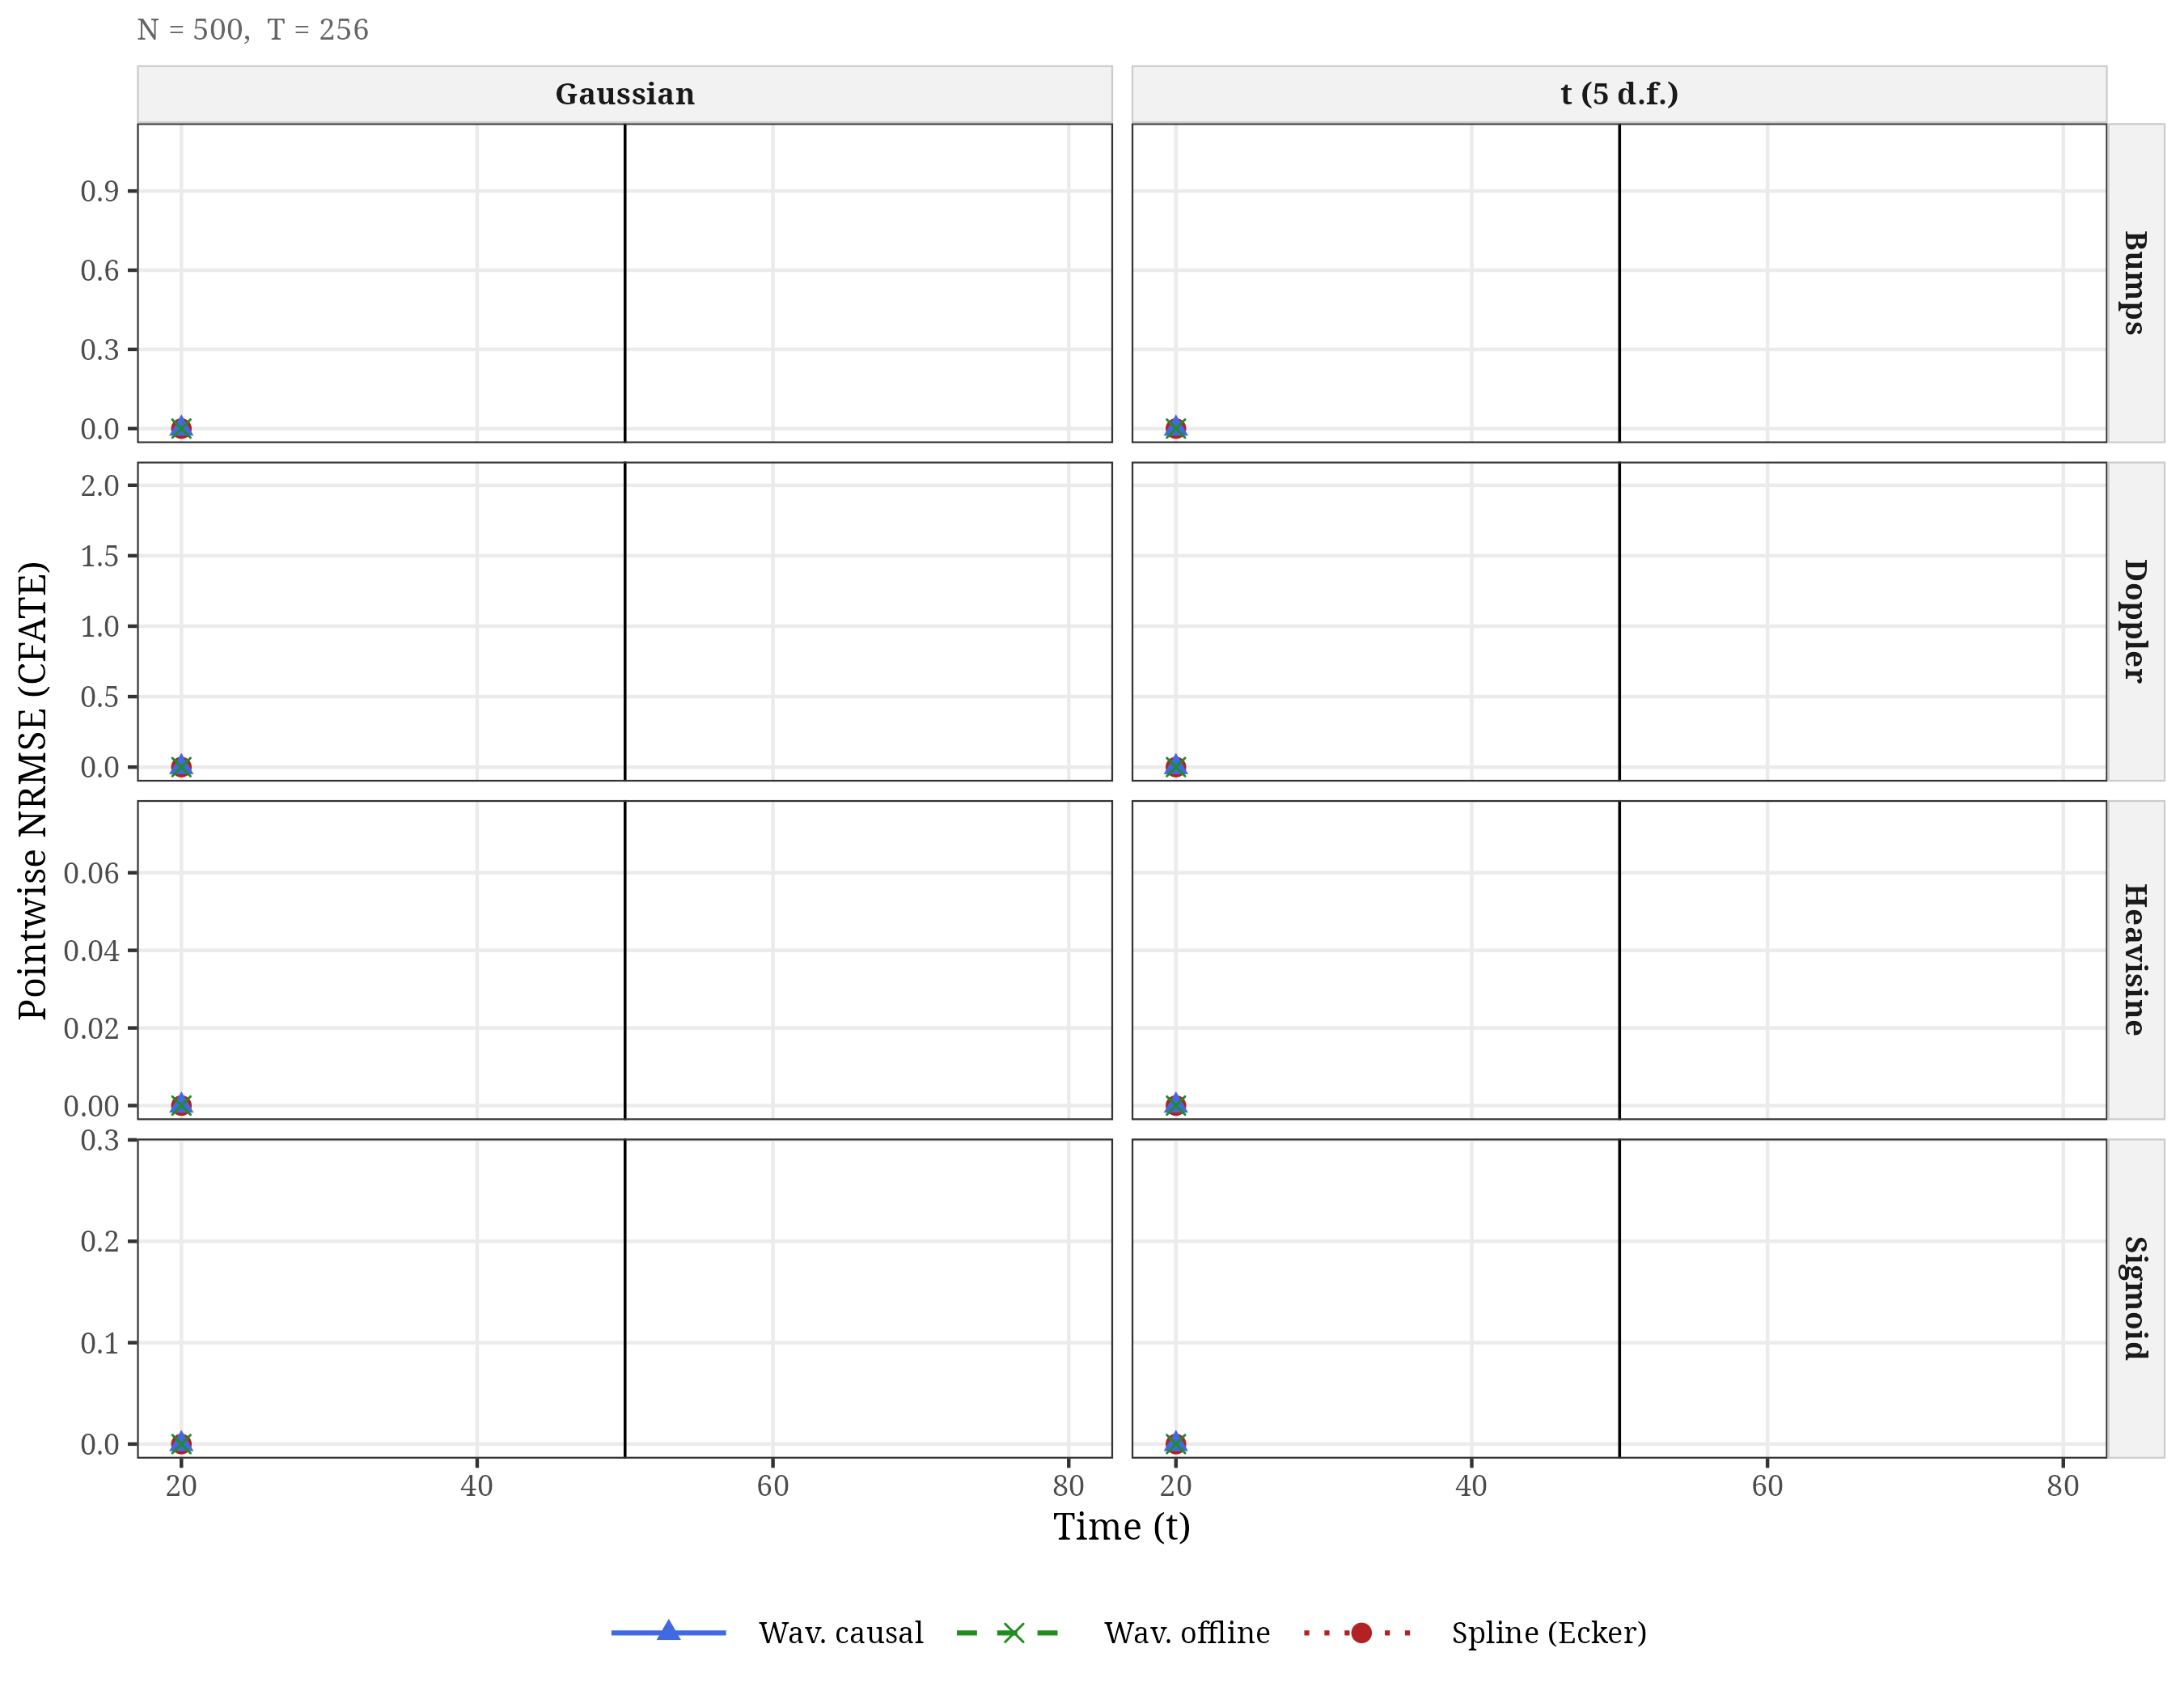 N = 500,  T = 256
Gaussian
t (5 d.f.)
Pointwise NRMSE (CFATE)
0.9
0.6
0.3
0.0
Bumps
2.0
1.5
1.0
0.5
0.0
Doppler
0.06
0.04
0.02
0.00
Heavisine
0.3
0.2
0.1
0.0
Sigmoid
20 40 60 80 20 40 60 80
Time (t)
Wav. causal Wav. offline Spline (Ecker)